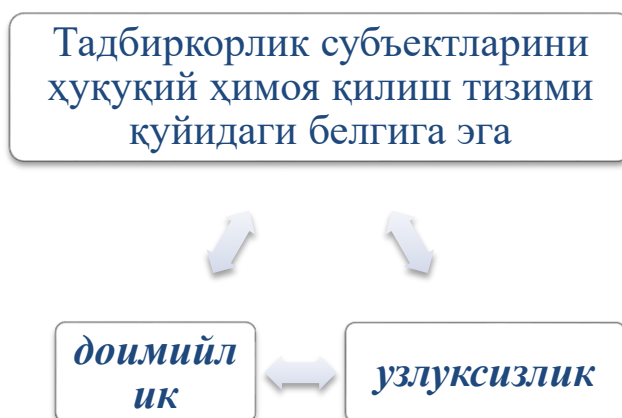 Тадбиркорлик субъектларини
ҳуқуқий ҳимоя қилиш тизими
қуйидаги белгига эга
доимийл
ик
узлуксизлик